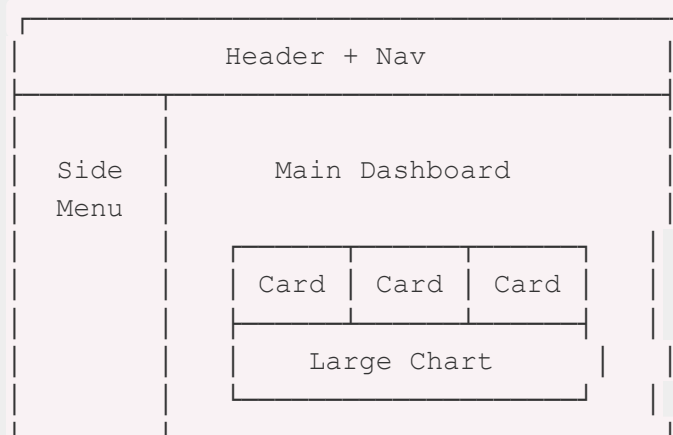 Header + Nav
Side Main Dashboard
Menu
Card Card Card
Large Chart